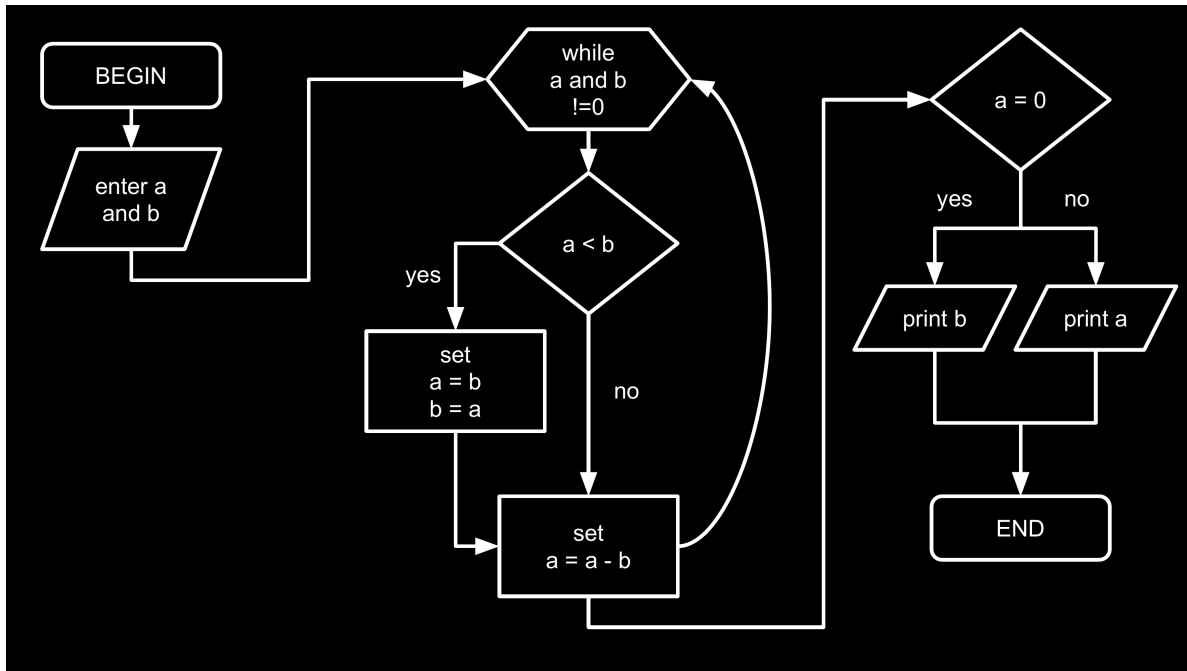 BEGIN
enter a
and b
while
a and b
!=0
a < b
yes
no
set
a = b
b = a
set
a = a - b
a = 0
yes
no
print b
print a
END